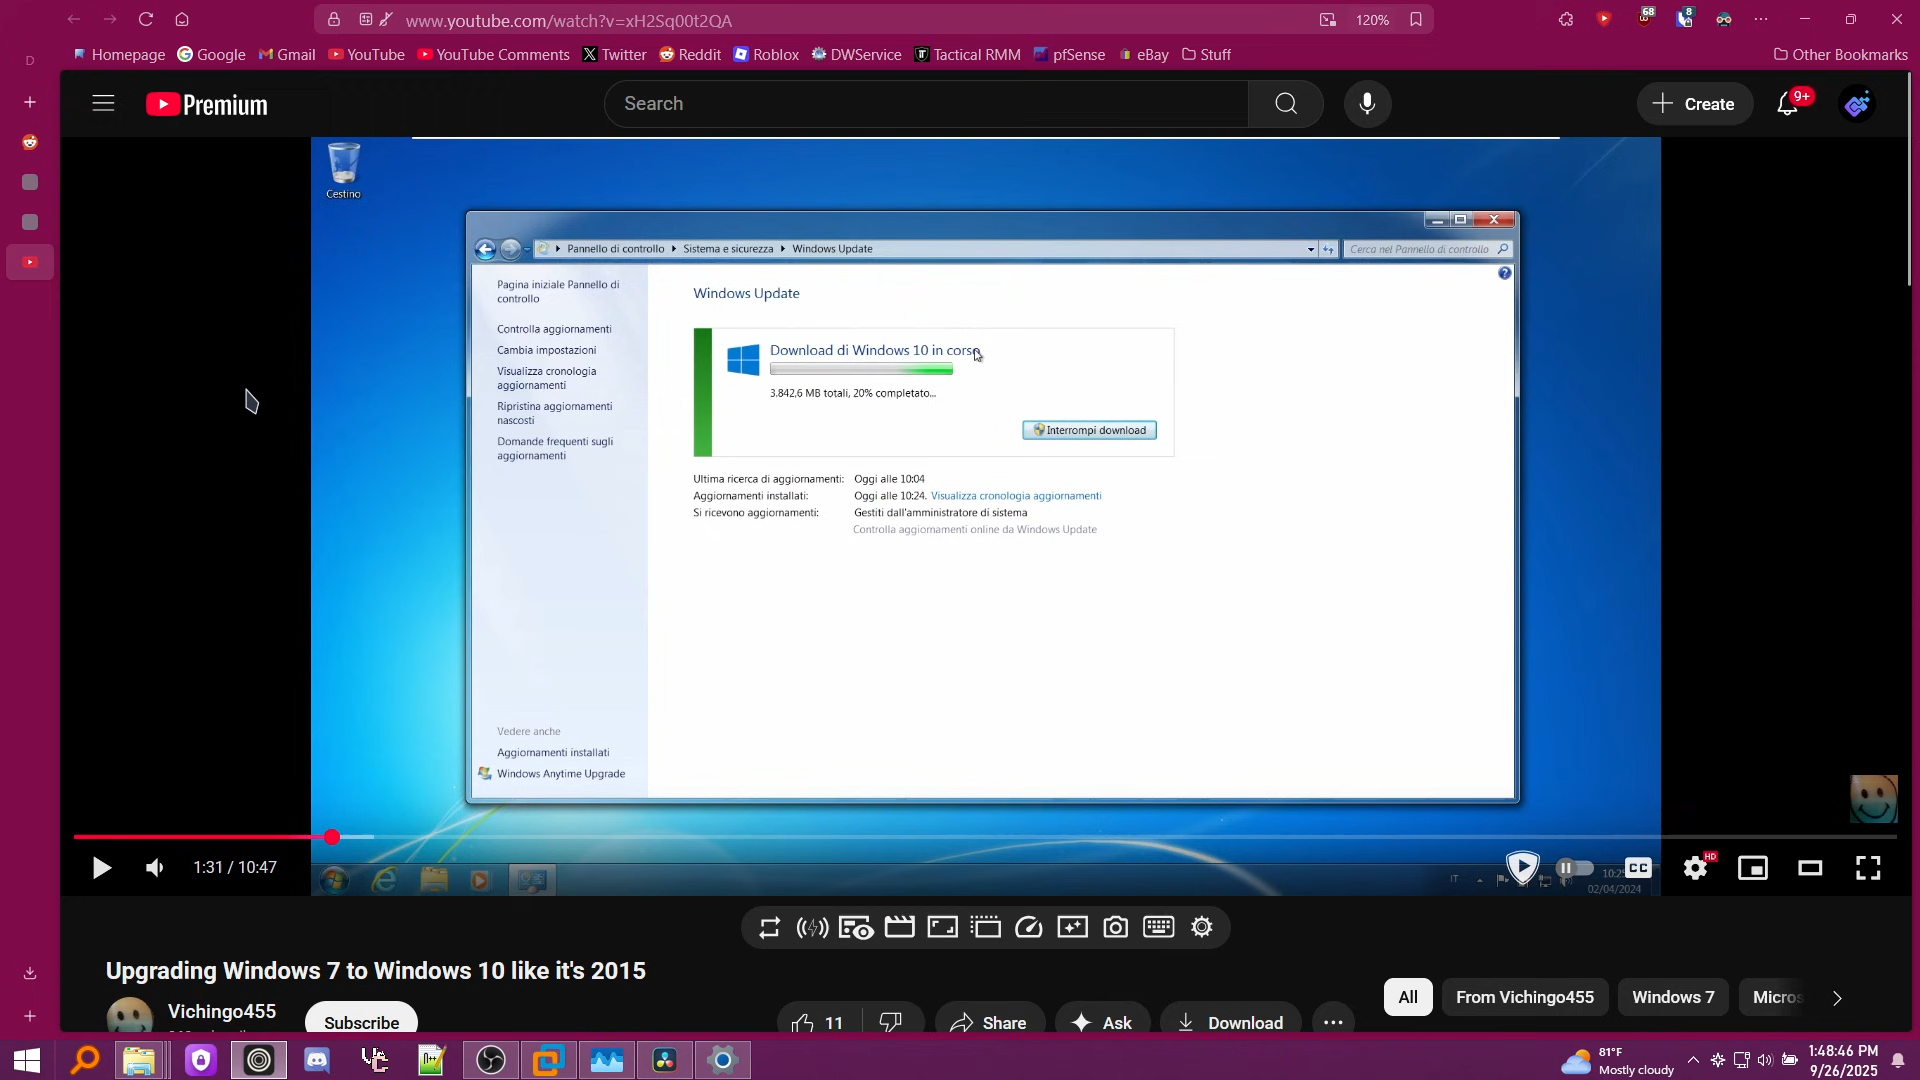 www.youtube.com/watch?v=xH2Sq00t2QA
120%
68
8
Homepage
Google
Gmail
YouTube
YouTube Comments
Twitter
Reddit
Roblox
DWService
Tactical RMM
pfSense
eBay
Stuff
Other Bookmarks
D
Premium
Search
Create
9+
Cestino
Pannello di controllo
Sistema e sicurezza
Windows Update
Cerca nel Pannello di controllo
Pagina iniziale Pannello di
controllo
Controlla aggiornamenti
Cambia impostazioni
Visualizza cronologia
aggiornamenti
Ripristina aggiornamenti
nascosti
Domande frequenti sugli
aggiornamenti
Windows Update
Download di Windows 10 in corso
3.842,6 MB totali, 20% completato...
Interrompi download
Ultima ricerca di aggiornamenti: Oggi alle 10:04
Aggiornamenti installati: Oggi alle 10:24. Visualizza cronologia aggiornamenti
Si ricevono aggiornamenti: Gestiti dall'amministratore di sistema
Controlla aggiornamenti online da Windows Update
Vedere anche
Aggiornamenti installati
Windows Anytime Upgrade
1:31 / 10:47
IT
02/04/2024
CC
HD
Upgrading Windows 7 to Windows 10 like it's 2015
Vichingo455
Subscribe
11
Share
Ask
Download
All
From Vichingo455
Windows 7
Micros
81°F
Mostly cloudy
1:48:46 PM
9/26/2025